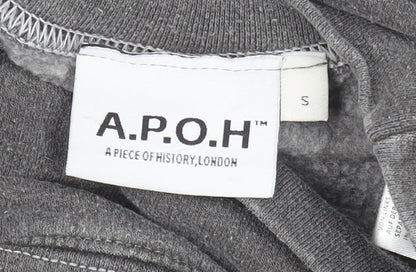 A.P.O.H™
A PIECE OF HISTORY, LONDON
S